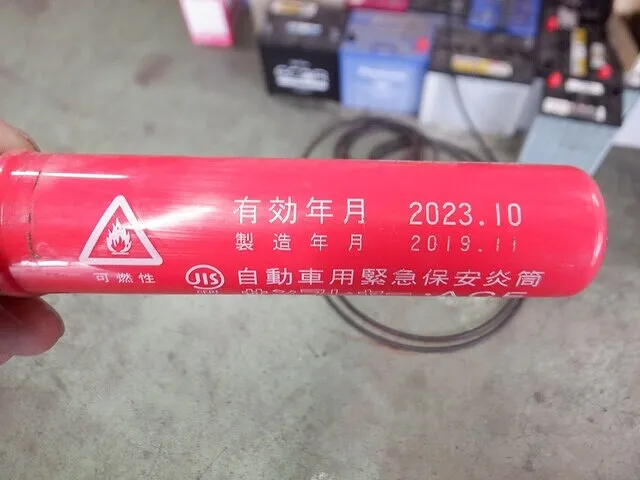 有効年月 2023.10
製造年月 2019.11
可燃性
JIS
自動車用緊急保安炎筒